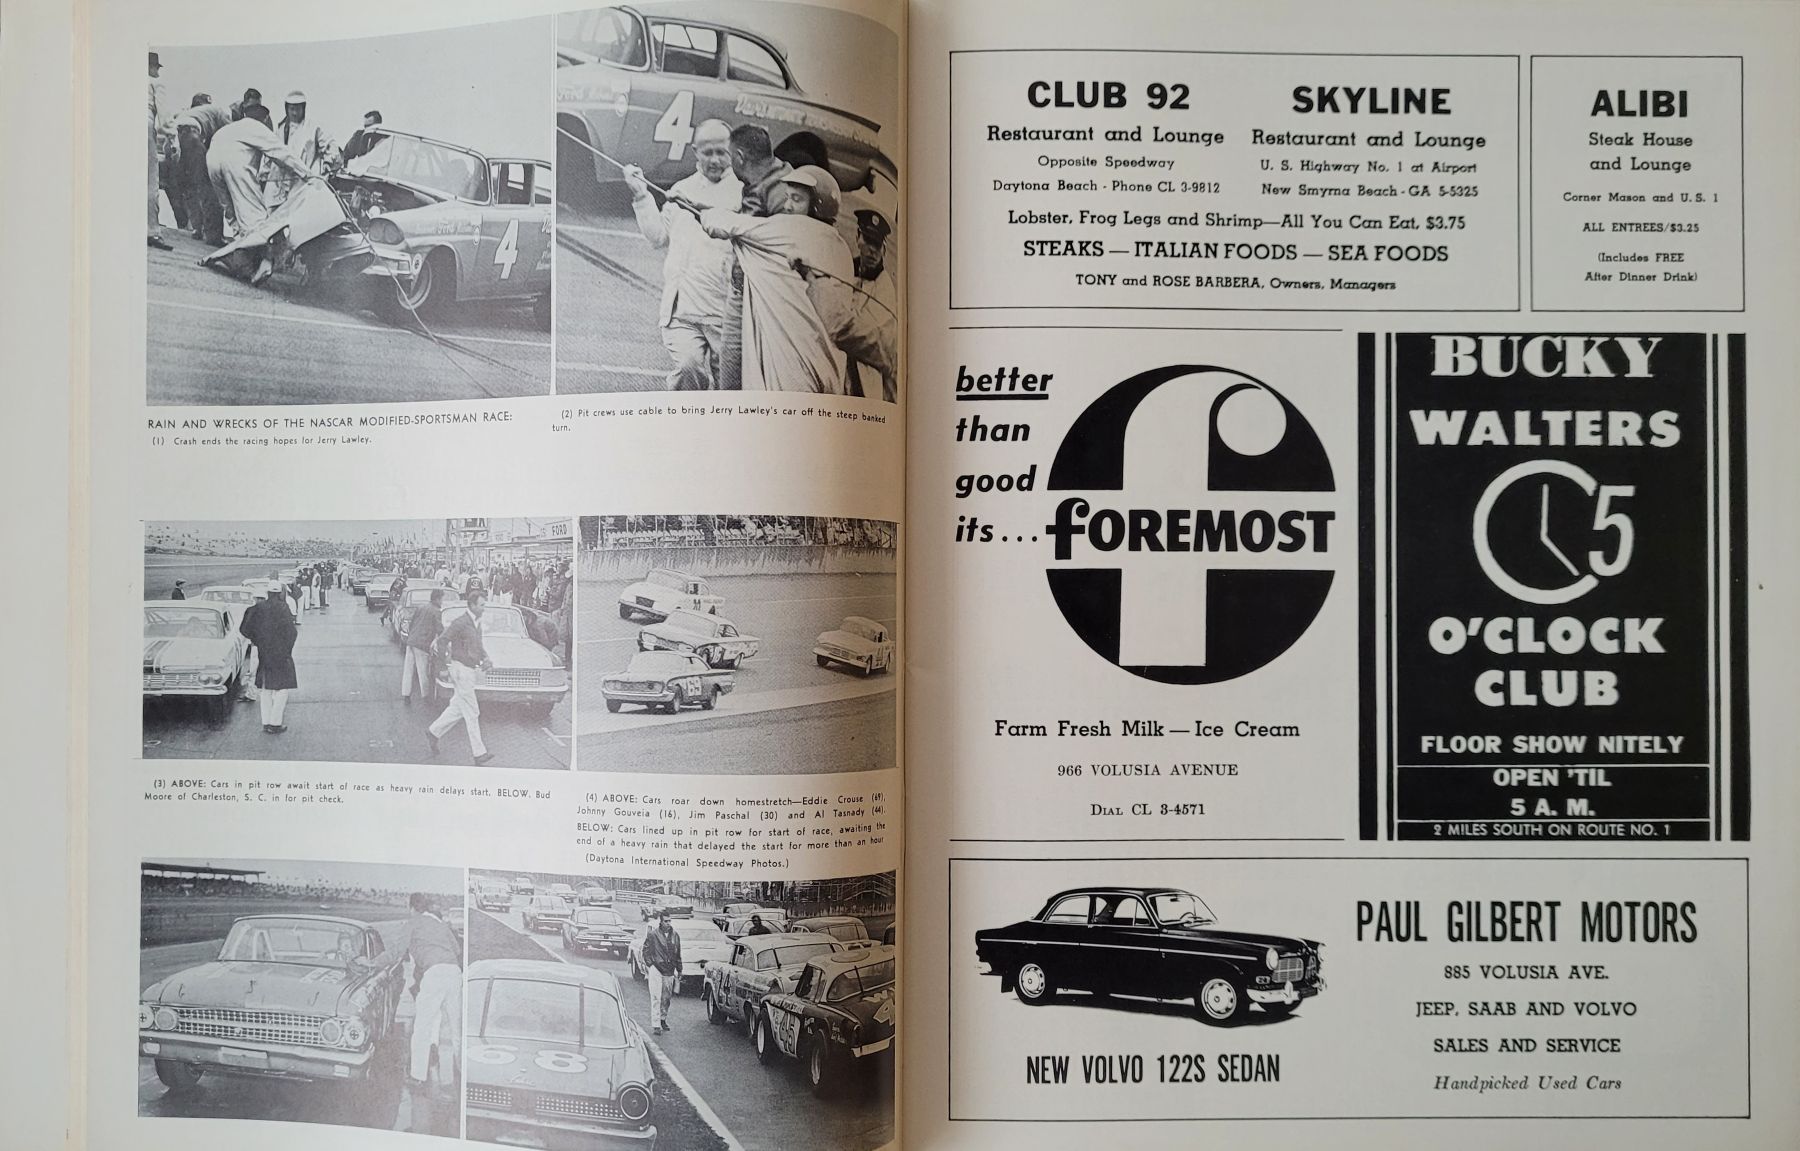 4
4
RAIN AND WRECKS OF THE NASCAR MODIFIED-SPORTSMAN RACE:
(1) Crash ends the racing hopes for Jerry Lawley.
(2) Pit crews use cable to bring Jerry Lawley's car off the steep banked
turn.
FORD
69
(3) ABOVE: Cars in pit row await start of race as heavy rain delays start. BELOW, Bud
Moore of Charleston, S. C. in for pit check.
(4) ABOVE: Cars roar down homestretch—Eddie Crouse (69),
Johnny Gouveia (16), Jim Paschal (30) and Al Tasnady (44).
BELOW: Cars lined up in pit row for start of race, awaiting the
end of a heavy rain that delayed the start for more than an hour
(Daytona International Speedway Photos.)
68
14
45
CLUB 92
Restaurant and Lounge
Opposite Speedway
Daytona Beach - Phone CL 3-9812
SKYLINE
Restaurant and Lounge
U. S. Highway No. 1 at Airport
New Smyrna Beach - GA 5-5325
Lobster, Frog Legs and Shrimp—All You Can Eat, $3.75
STEAKS — ITALIAN FOODS — SEA FOODS
TONY and ROSE BARBERA, Owners, Managers
ALIBI
Steak House
and Lounge
Corner Mason and U. S. 1
ALL ENTREES/$3.25
(Includes FREE
After Dinner Drink)
better
than
good
its...
f
FOREMOST
Farm Fresh Milk — Ice Cream
966 VOLUSIA AVENUE
DIAL CL 3-4571
BUCKY
WALTERS
5
O'CLOCK
CLUB
FLOOR SHOW NITELY
OPEN 'TIL
5 A. M.
2 MILES SOUTH ON ROUTE NO. 1
NEW VOLVO 122S SEDAN
PAUL GILBERT MOTORS
885 VOLUSIA AVE.
JEEP, SAAB AND VOLVO
SALES AND SERVICE
Handpicked Used Cars